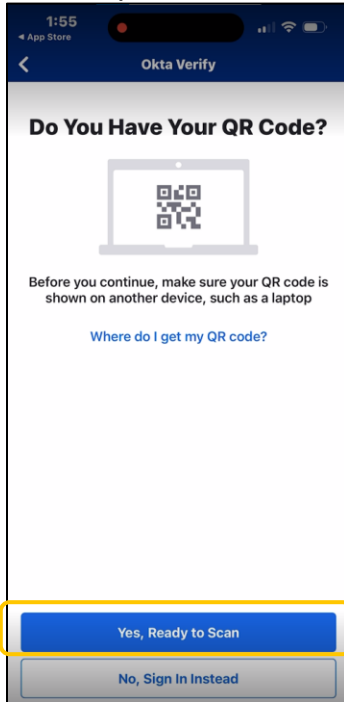 1:55
◄ App Store
Okta Verify
Do You Have Your QR Code?
Before you continue, make sure your QR code is
shown on another device, such as a laptop
Where do I get my QR code?
Yes, Ready to Scan
No, Sign In Instead